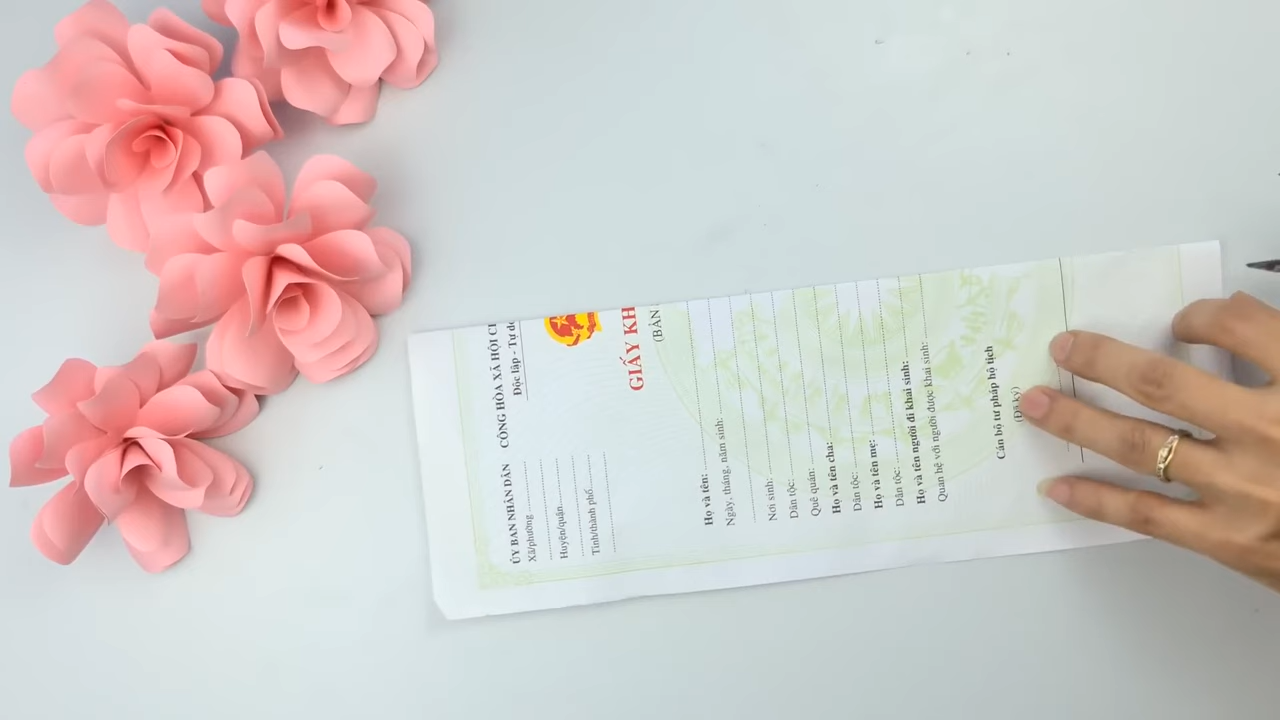 ỦY BAN NHÂN DÂN
Xã/phường
Huyện/quận
Tỉnh/thành phố
CÔNG HÒA XÃ HỘI CH
Độc lập - Tự do
GIẤY KH
(BẢN
Họ và tên:
Ngày, tháng, năm sinh:
Nơi sinh:
Dân tộc:
Quê quán:
Họ và tên cha:
Dân tộc:
Họ và tên mẹ:
Dân tộc:
Họ và tên người đi khai sinh:
Quan hệ với người được khai sinh:
Cán bộ tư pháp hộ tịch
(Đã ký)